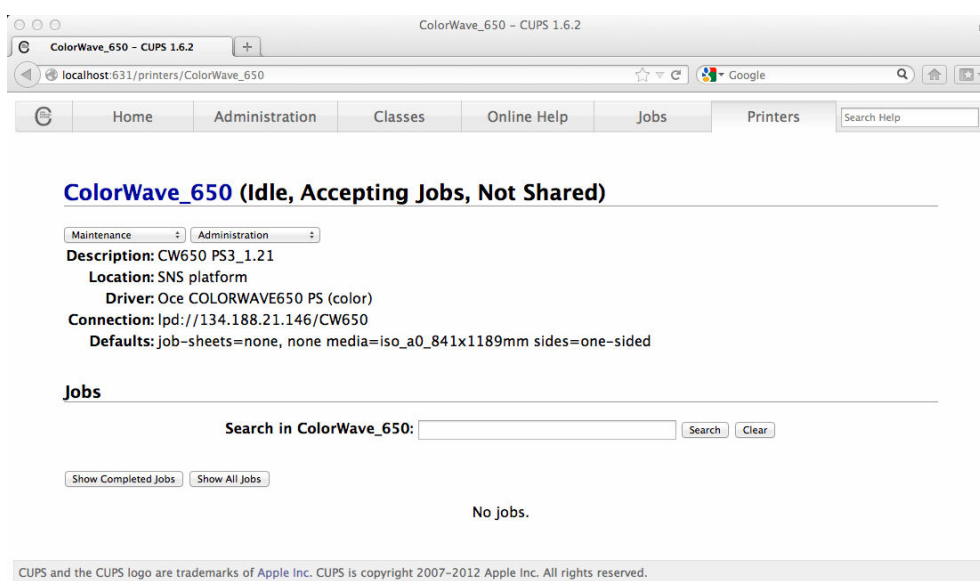 ColorWave_650 – CUPS 1.6.2
ColorWave_650 – CUPS 1.6.2 +
localhost:631/printers/ColorWave_650 Google
Home Administration Classes Online Help Jobs Printers Search Help
ColorWave_650 (Idle, Accepting Jobs, Not Shared)
Maintenance Administration
Description: CW650 PS3_1.21
Location: SNS platform
Driver: Oce COLORWAVE650 PS (color)
Connection: lpd://134.188.21.146/CW650
Defaults: job-sheets=none, none media=iso_a0_841x1189mm sides=one-sided
Jobs
Search in ColorWave_650: Search Clear
Show Completed Jobs Show All Jobs
No jobs.
CUPS and the CUPS logo are trademarks of Apple Inc. CUPS is copyright 2007-2012 Apple Inc. All rights reserved.